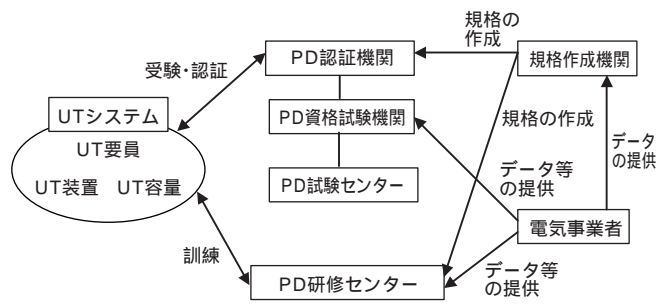 規格の
作成
PD認証機関
規格作成機関
受験・認証
UTシステム
PD資格試験機関
規格の作成
UT要員
データ
の提供
UT装置 UT容量
PD試験センター
データ等
の提供
電気事業者
訓練
PD研修センター
データ等
の提供